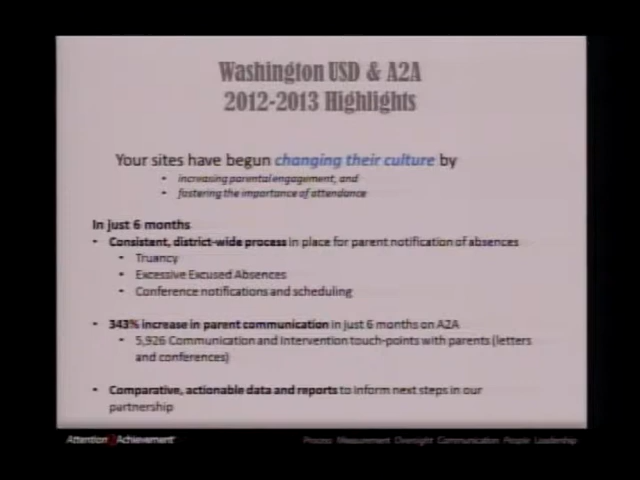 Washington USD & A2A
2012-2013 Highlights
Your sites have begun changing their culture by
• increasing parental engagement, and
• fostering the importance of attendance
In just 6 months
• Consistent, district-wide process in place for parent notification of absences
• Truancy
• Excessive Excused Absences
• Conference notifications and scheduling
• 343% increase in parent communication in just 6 months on A2A
• 5,926 Communication and Intervention touch-points with parents (letters
and conferences)
• Comparative, actionable data and reports to inform next steps in our
partnership
Attention2Achievement
Process Measurement Oversight Communication People Leadership